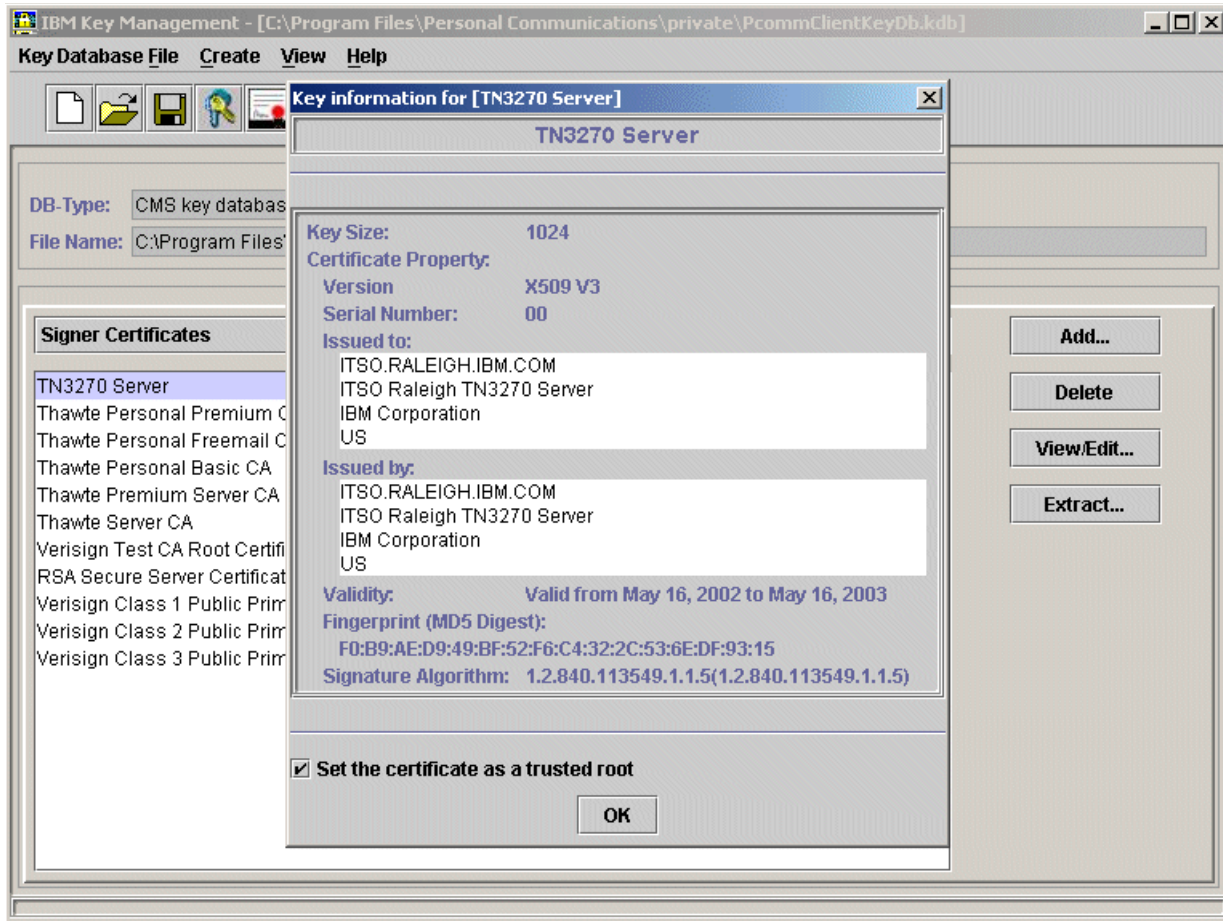 IBM Key Management - [C:\Program Files\Personal Communications\private\PcommClientKeyDb.kdb]
Key Database File Create View Help
Key information for [TN3270 Server]
TN3270 Server
DB-Type: CMS key databas
File Name: C:\Program Files
Key Size: 1024
Certificate Property:
Version X509 V3
Serial Number: 00
Issued to:
ITSO.RALEIGH.IBM.COM
ITSO Raleigh TN3270 Server
IBM Corporation
US
Issued by:
ITSO.RALEIGH.IBM.COM
ITSO Raleigh TN3270 Server
IBM Corporation
US
Validity: Valid from May 16, 2002 to May 16, 2003
Fingerprint (MD5 Digest):
F0:B9:AE:D9:49:BF:52:F6:C4:32:2C:53:6E:DF:93:15
Signature Algorithm: 1.2.840.113549.1.1.5(1.2.840.113549.1.1.5)
Set the certificate as a trusted root
OK
Signer Certificates
TN3270 Server
Thawte Personal Premium C
Thawte Personal Freemail C
Thawte Personal Basic CA
Thawte Premium Server CA
Thawte Server CA
Verisign Test CA Root Certifi
RSA Secure Server Certificat
Verisign Class 1 Public Prim
Verisign Class 2 Public Prim
Verisign Class 3 Public Prim
Add...
Delete
View/Edit...
Extract...